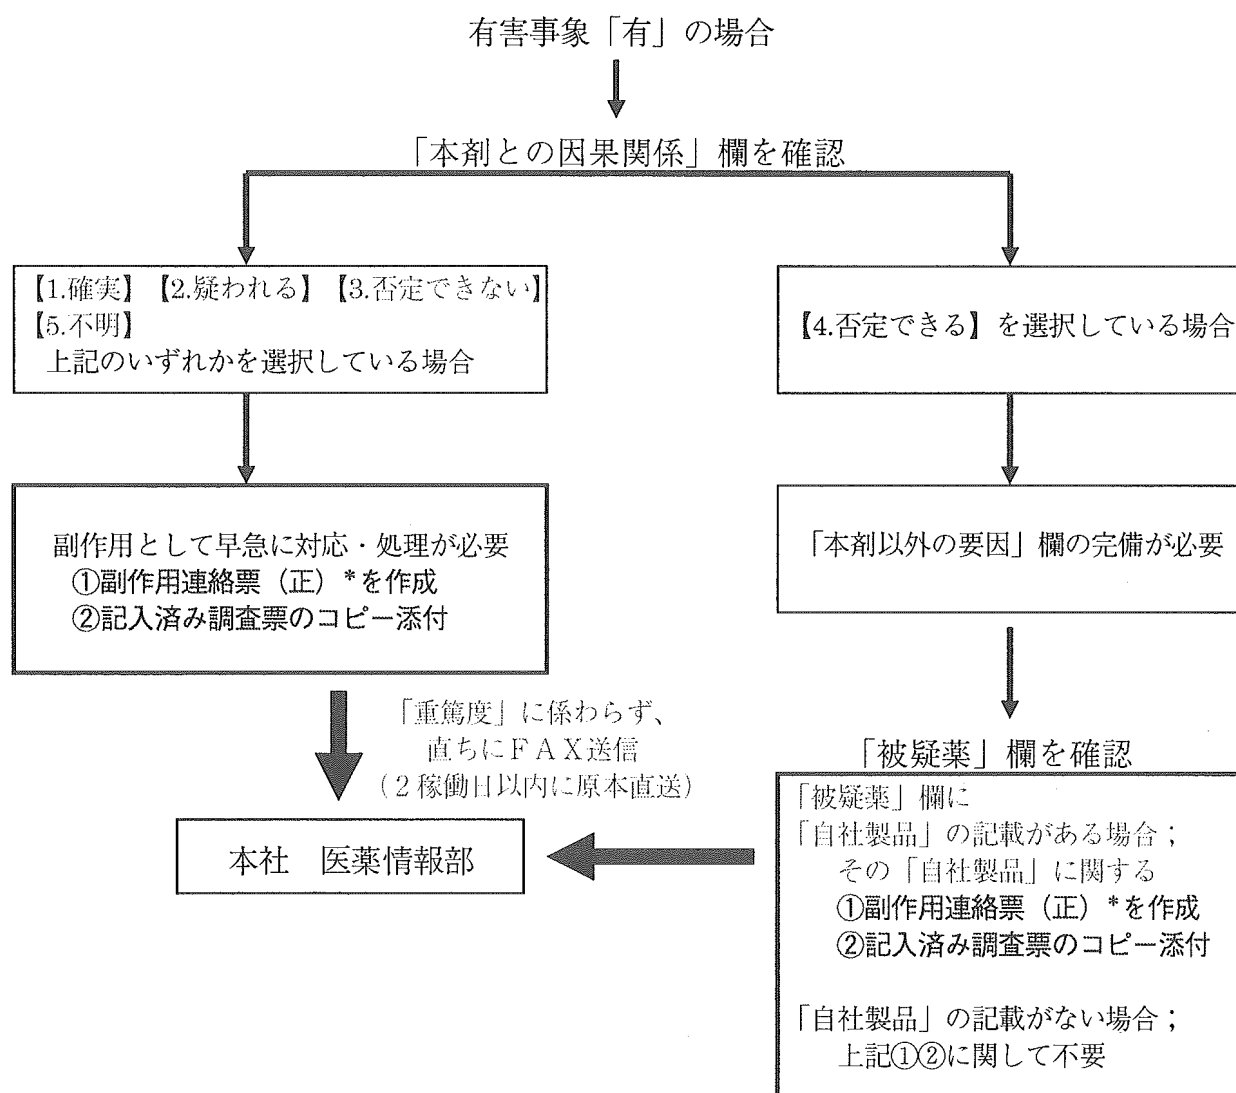 有害事象「有」の場合
「本剤との因果関係」欄を確認
【1.確実】【2.疑われる】【3.否定できない】
【5.不明】
上記のいずれかを選択している場合
【4.否定できる】を選択している場合
副作用として早急に対応・処理が必要
①副作用連絡票（正）*を作成
②記入済み調査票のコピー添付
「本剤以外の要因」欄の完備が必要
「重篤度」に係わらず、
直ちにＦＡＸ送信
（２稼働日以内に原本直送）
本社　医薬情報部
「被疑薬」欄を確認
「被疑薬」欄に
「自社製品」の記載がある場合；
その「自社製品」に関する
①副作用連絡票（正）*を作成
②記入済み調査票のコピー添付
「自社製品」の記載がない場合；
上記①②に関して不要